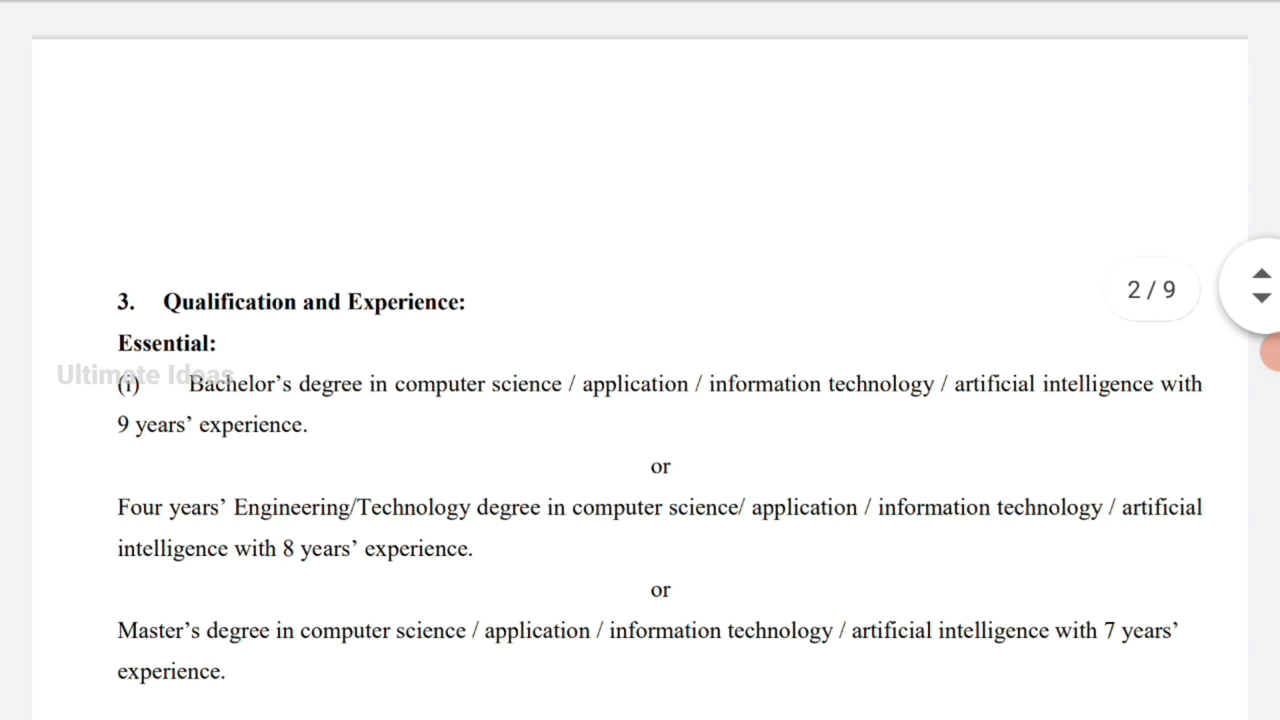 3. Qualification and Experience:
2 / 9
Essential:
Ultimate Ideas
(i) Bachelor’s degree in computer science / application / information technology / artificial intelligence with
9 years’ experience.
or
Four years’ Engineering/Technology degree in computer science/ application / information technology / artificial
intelligence with 8 years’ experience.
or
Master’s degree in computer science / application / information technology / artificial intelligence with 7 years’
experience.